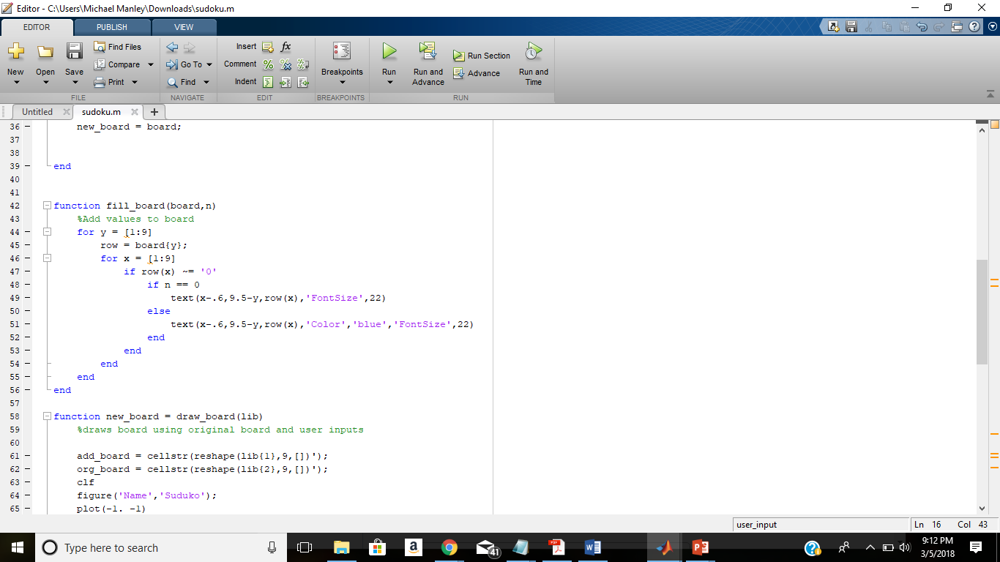 Editor - C:\Users\Michael Manley\Downloads\sudoku.m
EDITOR PUBLISH VIEW
New
Open
Save
Find Files
Compare
Print
FILE
Go To
Find
NAVIGATE
Insert fx
Comment
Indent
EDIT
Breakpoints
BREAKPOINTS
Run
Run and Advance
Run Section
Advance
Run and Time
RUN
Untitled sudoku.m +
36 – new_board = board;
37
38
39 – end
40
41
42 function fill_board(board,n)
43 %Add values to board
44 – for y = [1:9]
45 – row = board{y};
46 – for x = [1:9]
47 – if row(x) ~= '0'
48 – if n == 0
49 – text(x-.6,9.5-y,row(x),'FontSize',22)
50 – else
51 – text(x-.6,9.5-y,row(x),'Color','blue','FontSize',22)
52 – end
53 – end
54 – end
55 – end
56 – end
57
58 function new_board = draw_board(lib)
59 %draws board using original board and user inputs
60
61 – add_board = cellstr(reshape(lib{1},9,[])');
62 – org_board = cellstr(reshape(lib{2},9,[])');
63 – clf
64 – figure('Name','Suduko');
65 – plot(-1. -1)
user_input Ln 16 Col 43
Type here to search
41
9:12 PM
3/5/2018